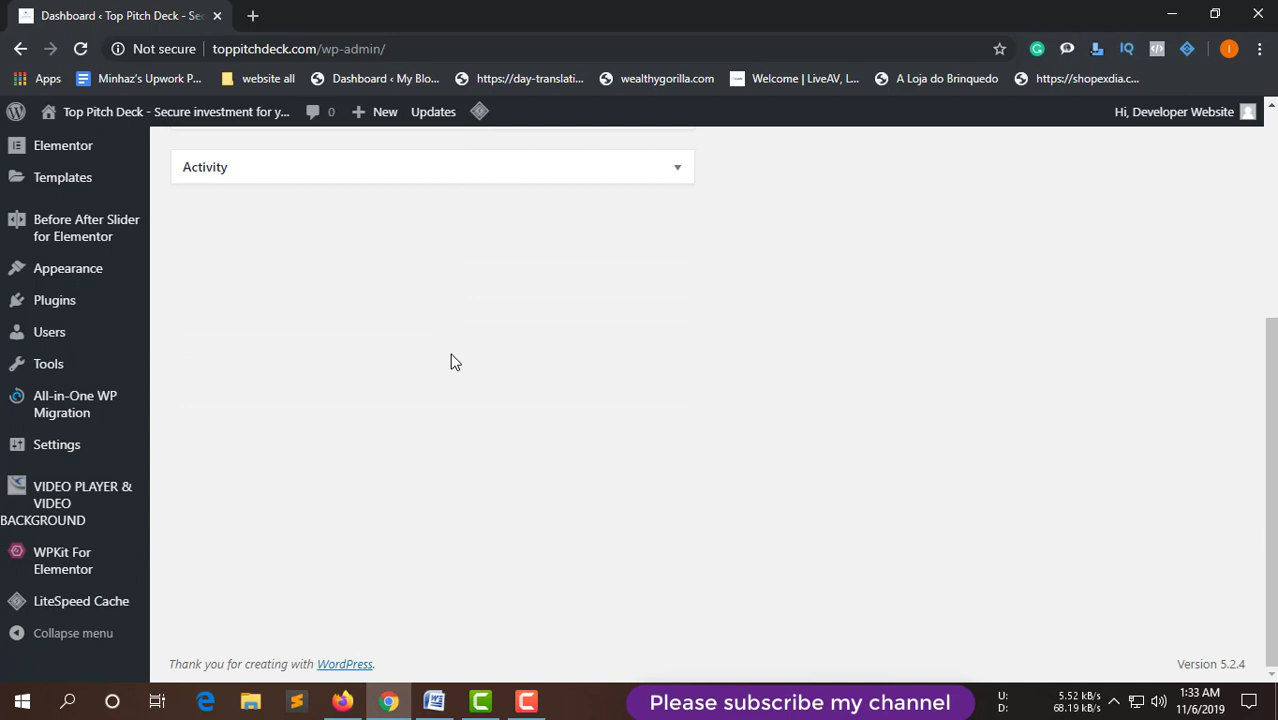 Dashboard ‹ Top Pitch Deck - Sec
Not secure
toppitchdeck.com/wp-admin/
Apps
Minhaz's Upwork P...
website all
Dashboard ‹ My Blo...
https://day-translati...
wealthygorilla.com
Welcome | LiveAV, L...
A Loja do Brinquedo
https://shopexdia.c...
Top Pitch Deck - Secure investment for y...
0
New
Updates
Hi, Developer Website
Elementor
Templates
Before After Slider
for Elementor
Appearance
Plugins
Users
Tools
All-in-One WP
Migration
Settings
VIDEO PLAYER &
VIDEO
BACKGROUND
WPKit For
Elementor
LiteSpeed Cache
Collapse menu
Activity
Thank you for creating with WordPress.
Version 5.2.4
Please subscribe my channel
U:
D:
5.52 kB/s
68.19 kB/s
1:33 AM
11/6/2019